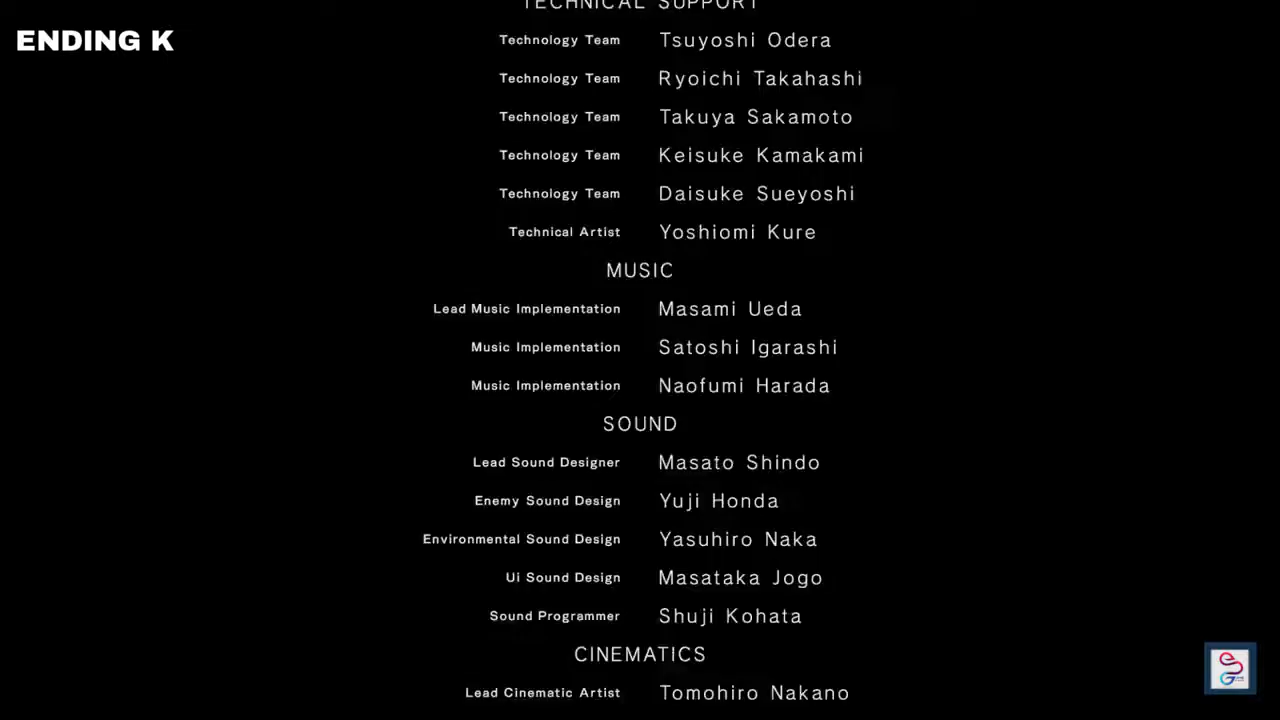 TECHNICAL SUPPORT
ENDING K
Technology Team Tsuyoshi Odera
Technology Team Ryoichi Takahashi
Technology Team Takuya Sakamoto
Technology Team Keisuke Kamakami
Technology Team Daisuke Sueyoshi
Technical Artist Yoshiomi Kure
MUSIC
Lead Music Implementation Masami Ueda
Music Implementation Satoshi Igarashi
Music Implementation Naofumi Harada
SOUND
Lead Sound Designer Masato Shindo
Enemy Sound Design Yuji Honda
Environmental Sound Design Yasuhiro Naka
Ui Sound Design Masataka Jogo
Sound Programmer Shuji Kohata
CINEMATICS
Lead Cinematic Artist Tomohiro Nakano